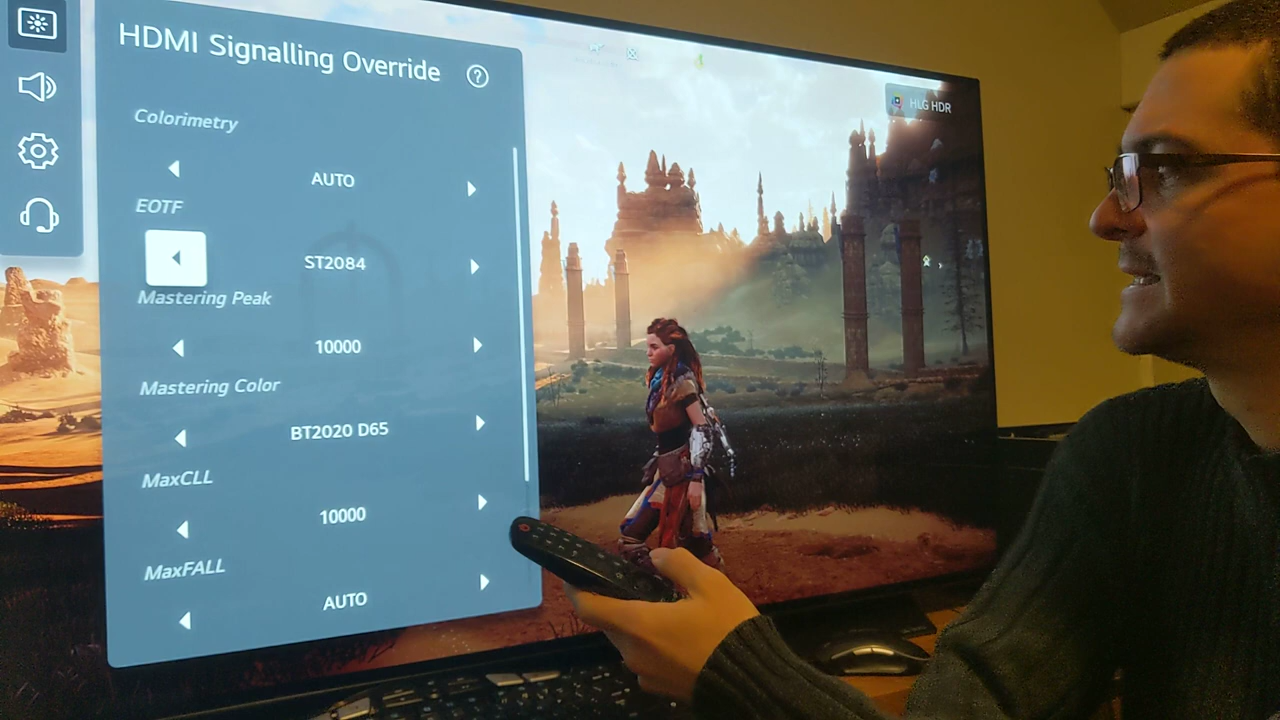 HDMI Signalling Override ?
Colorimetry
AUTO
EOTF
ST2084
Mastering Peak
10000
Mastering Color
BT2020 D65
MaxCLL
10000
MaxFALL
AUTO
HLG HDR